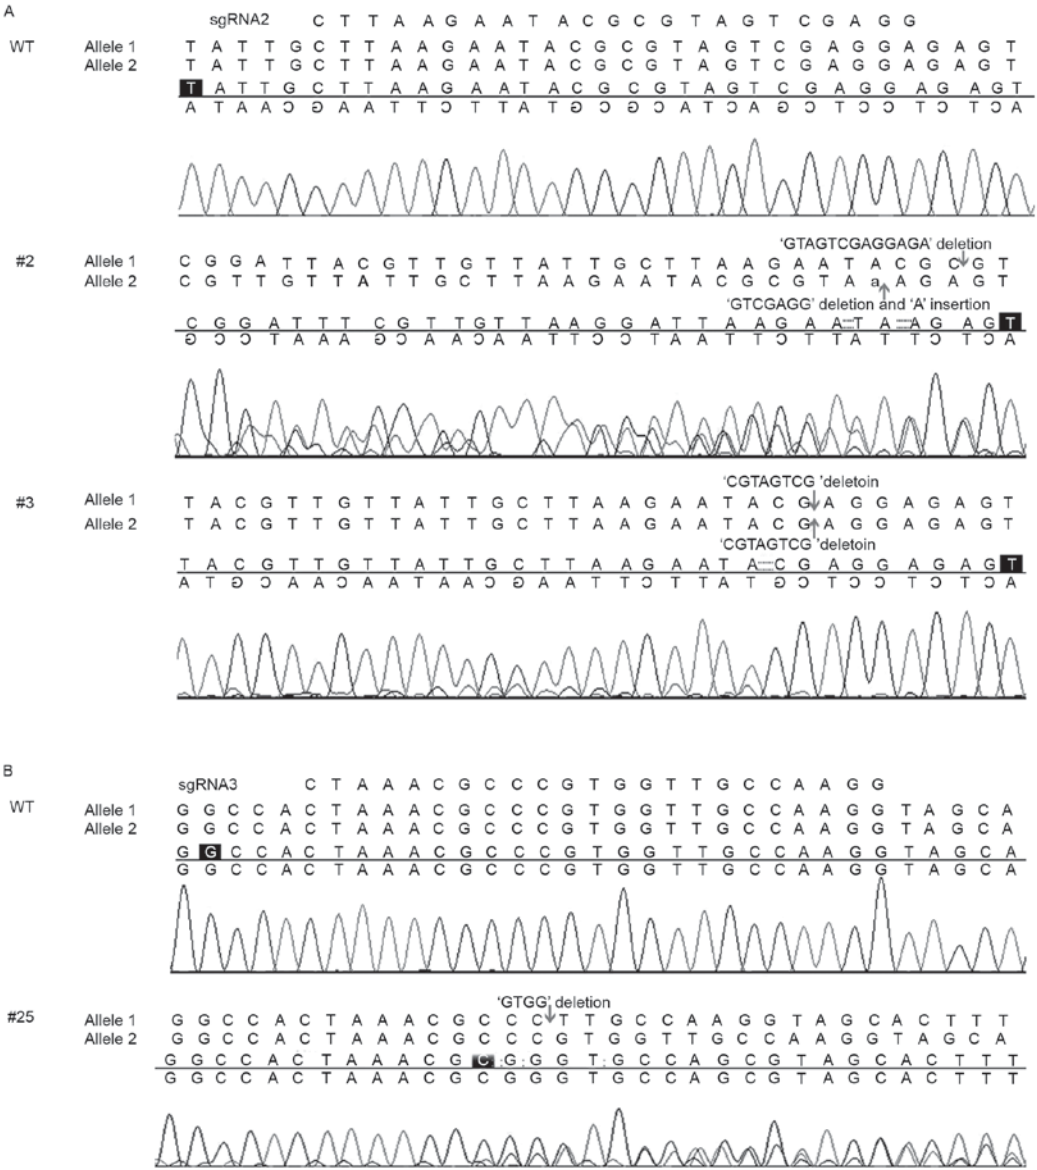 A
sgRNA2 C T T A A G A A T A C G C G T A G T C G A G G
WT Allele 1 T A T T G C T T A A G A A T A C G C G T A G T C G A G G A G A G T
Allele 2 T A T T G C T T A A G A A T A C G C G T A G T C G A G G A G A G T
T A T T G C T T A A G A A T A C G C G T A G T C G A G G A G A G T
A T A A C G A A T T C T T A T G C G C A T C A G C T C C T C T C A
'GTAGTCGAGGAGA' deletion
#2 Allele 1 C G G A T T A C G T T G T T A T T G C T T A A G A A T A C G C G T
Allele 2 C G T T G T T A T T G C T T A A G A A T A C G C G T A a A G A G T
'GTCGAGG' deletion and 'A' insertion
C G G A T T T C G T T G T T A A G G A T T A A G A A T A A G A G T
G C C T A A A G C A A C A A T T C C T A A T T C T T A T T C T C A
'CGTAGTCG 'deletoin
#3 Allele 1 T A C G T T G T T A T T G C T T A A G A A T A C G A G G A G A G T
Allele 2 T A C G T T G T T A T T G C T T A A G A A T A C G A G G A G A G T
'CGTAGTCG 'deletoin
T A C G T T G T T A T T G C T T A A G A A T A C G A G G A G A G T
A T G C A A C A A T A A C G A A T T C T T A T G C T C C T C T C A
B
sgRNA3 C T A A A C G C C C G T G G T T G C C A A G G
WT Allele 1 G G C C A C T A A A C G C C C G T G G T T G C C A A G G T A G C A
Allele 2 G G C C A C T A A A C G C C C G T G G T T G C C A A G G T A G C A
G G C C A C T A A A C G C C C G T G G T T G C C A A G G T A G C A
G G C C A C T A A A C G C C C G T G G T T G C C A A G G T A G C A
'GTGG' deletion
#25 Allele 1 G G C C A C T A A A C G C C C T T G C C A A G G T A G C A C T T T
Allele 2 G G C C A C T A A A C G C C C G T G G T T G C C A A G G T A G C A
G G C C A C T A A A C G C G G G T G C C A G C G T A G C A C T T T
G G C C A C T A A A C G C G G G T G C C A G C G T A G C A C T T T